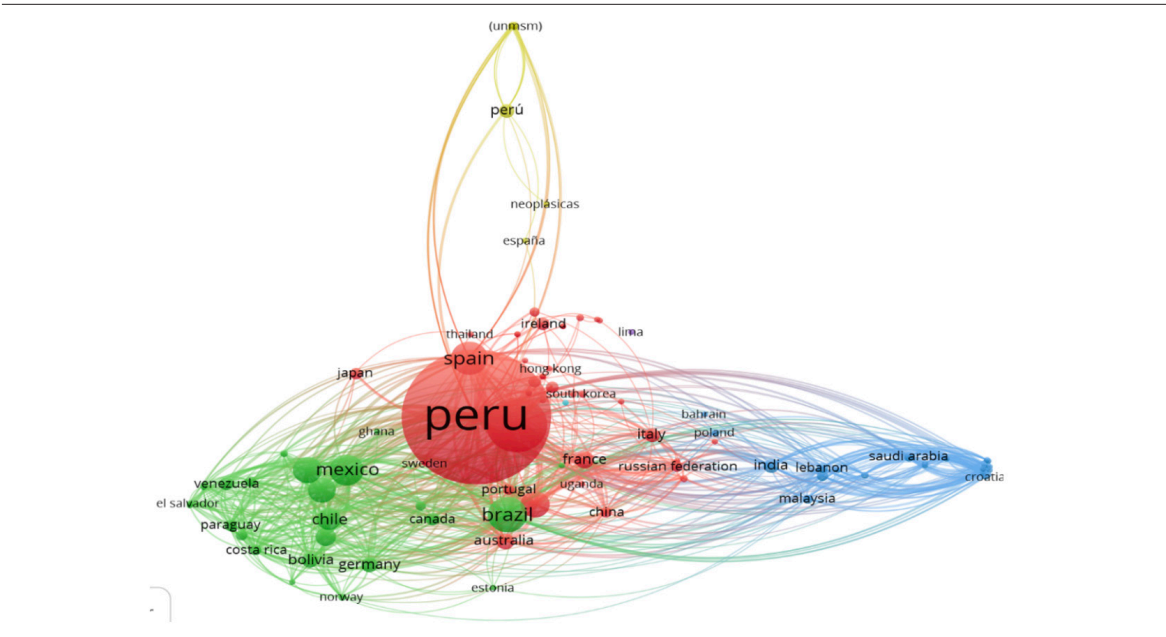 (unmsm)
perú
neoplásicas
españa
ireland
lima
thailand
spain
hong kong
japan
south korea
peru
bahrain
ghana
italy
poland
mexico
sweden
france
russian federation
india
lebanon
saudi arabia
venezuela
croatia
el salvador
portugal
uganda
malaysia
paraguay
chile
canada
brazil
china
australia
costa rica
bolivia
germany
estonia
norway